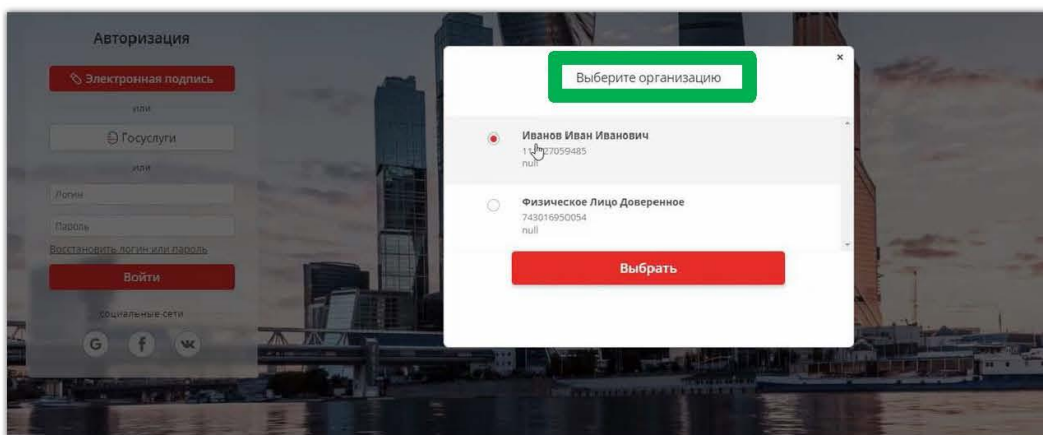 Авторизация
Электронная подпись
или
Госуслуги
или
Логин
Пароль
Восстановить логин или пароль
Войти
социальные сети
G f
×
Выберите организацию
Иванов Иван Иванович
null
Физическое Лицо Доверенное
743016950054
null
Выбрать